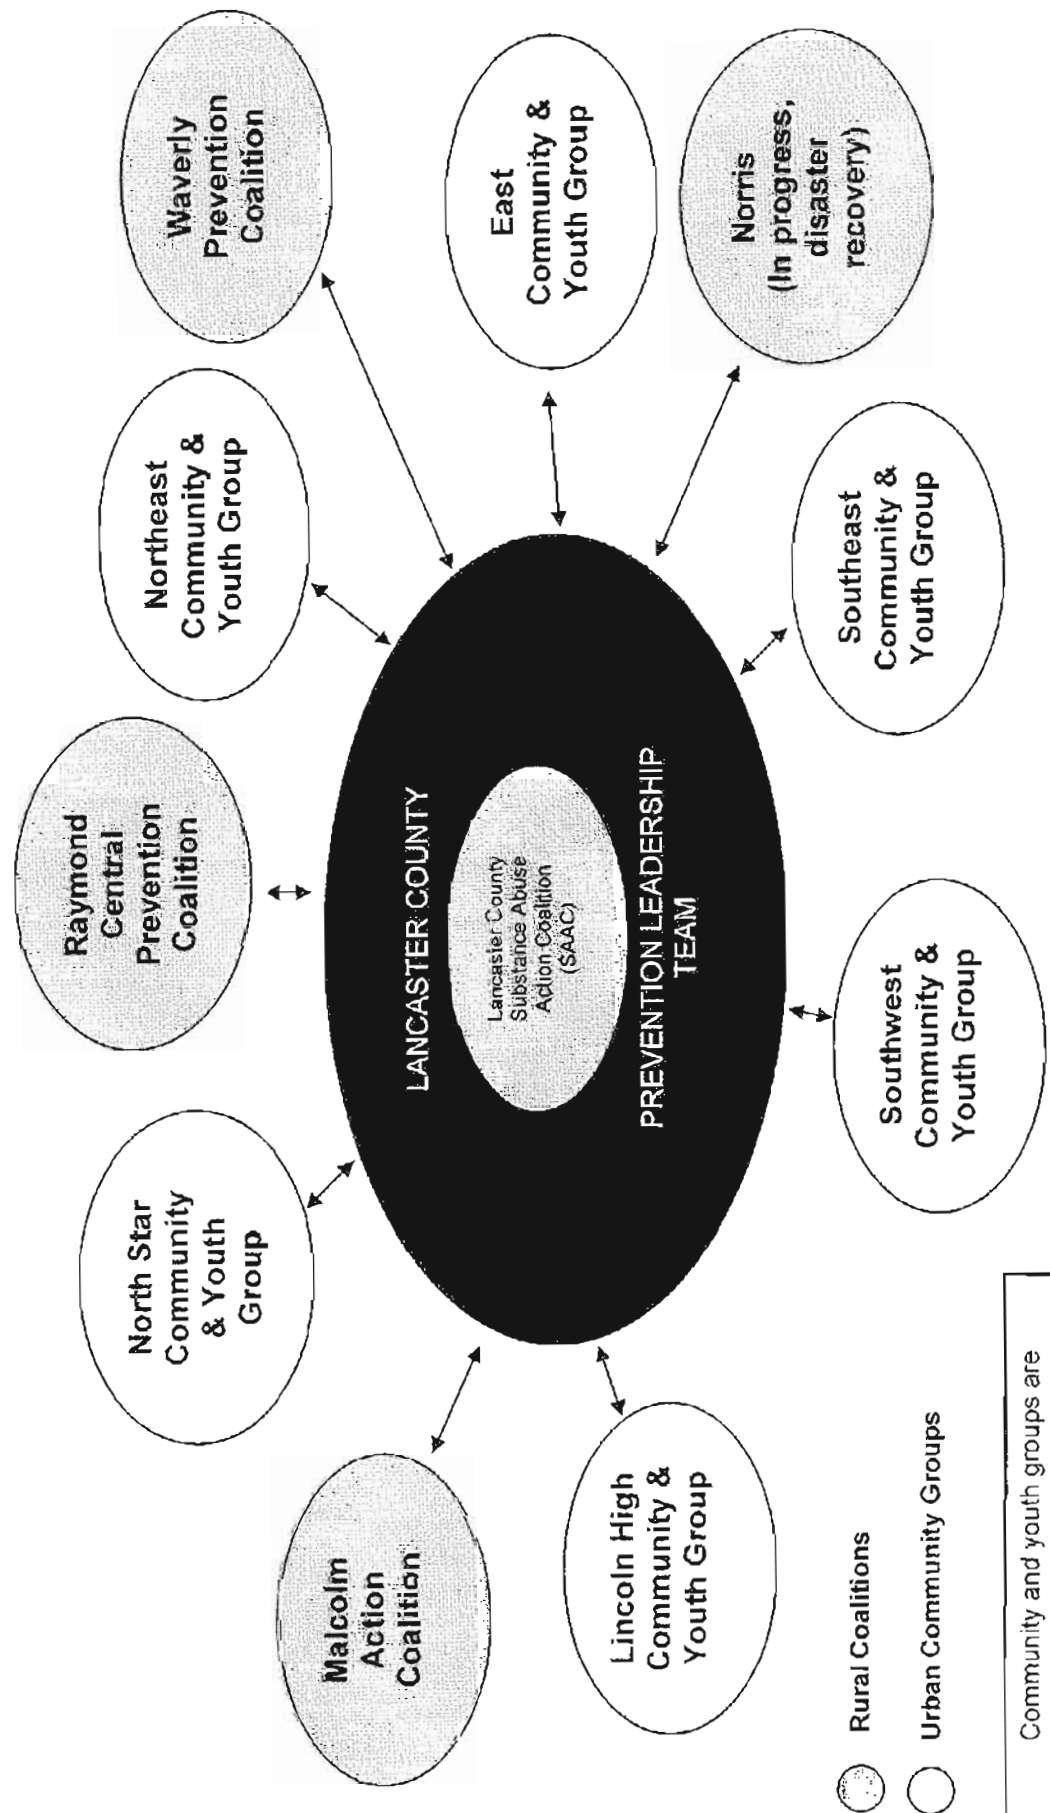 Raymond
Central
Prevention
Coalition
North Star
Community
& Youth
Group
Northeast
Community &
Youth Group
Waverly
Prevention
Coalition
Malcolm
Action
Coalition
LANCASTER COUNTY
Lancaster County
Substance Abuse
Action Coalition
(SAAC)
PREVENTION LEADERSHIP
TEAM
East
Community &
Youth Group
Norris
(In progress,
disaster
recovery)
Lincoln High
Community &
Youth Group
Southwest
Community &
Youth Group
Southeast
Community &
Youth Group
Rural Coalitions
Urban Community Groups
Community and youth groups are